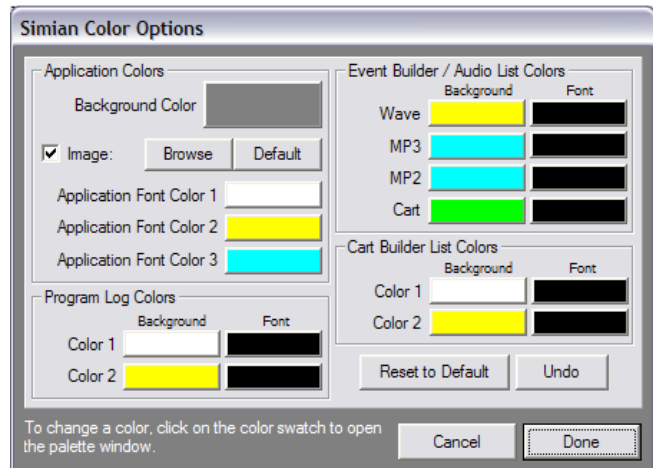 Simian Color Options
Application Colors
Background Color
Image:
Browse
Default
Application Font Color 1
Application Font Color 2
Application Font Color 3
Program Log Colors
Background Font
Color 1
Color 2
Event Builder / Audio List Colors
Background Font
Wave
MP3
MP2
Cart
Cart Builder List Colors
Background Font
Color 1
Color 2
Reset to Default
Undo
To change a color, click on the color swatch to open
the palette window.
Cancel
Done